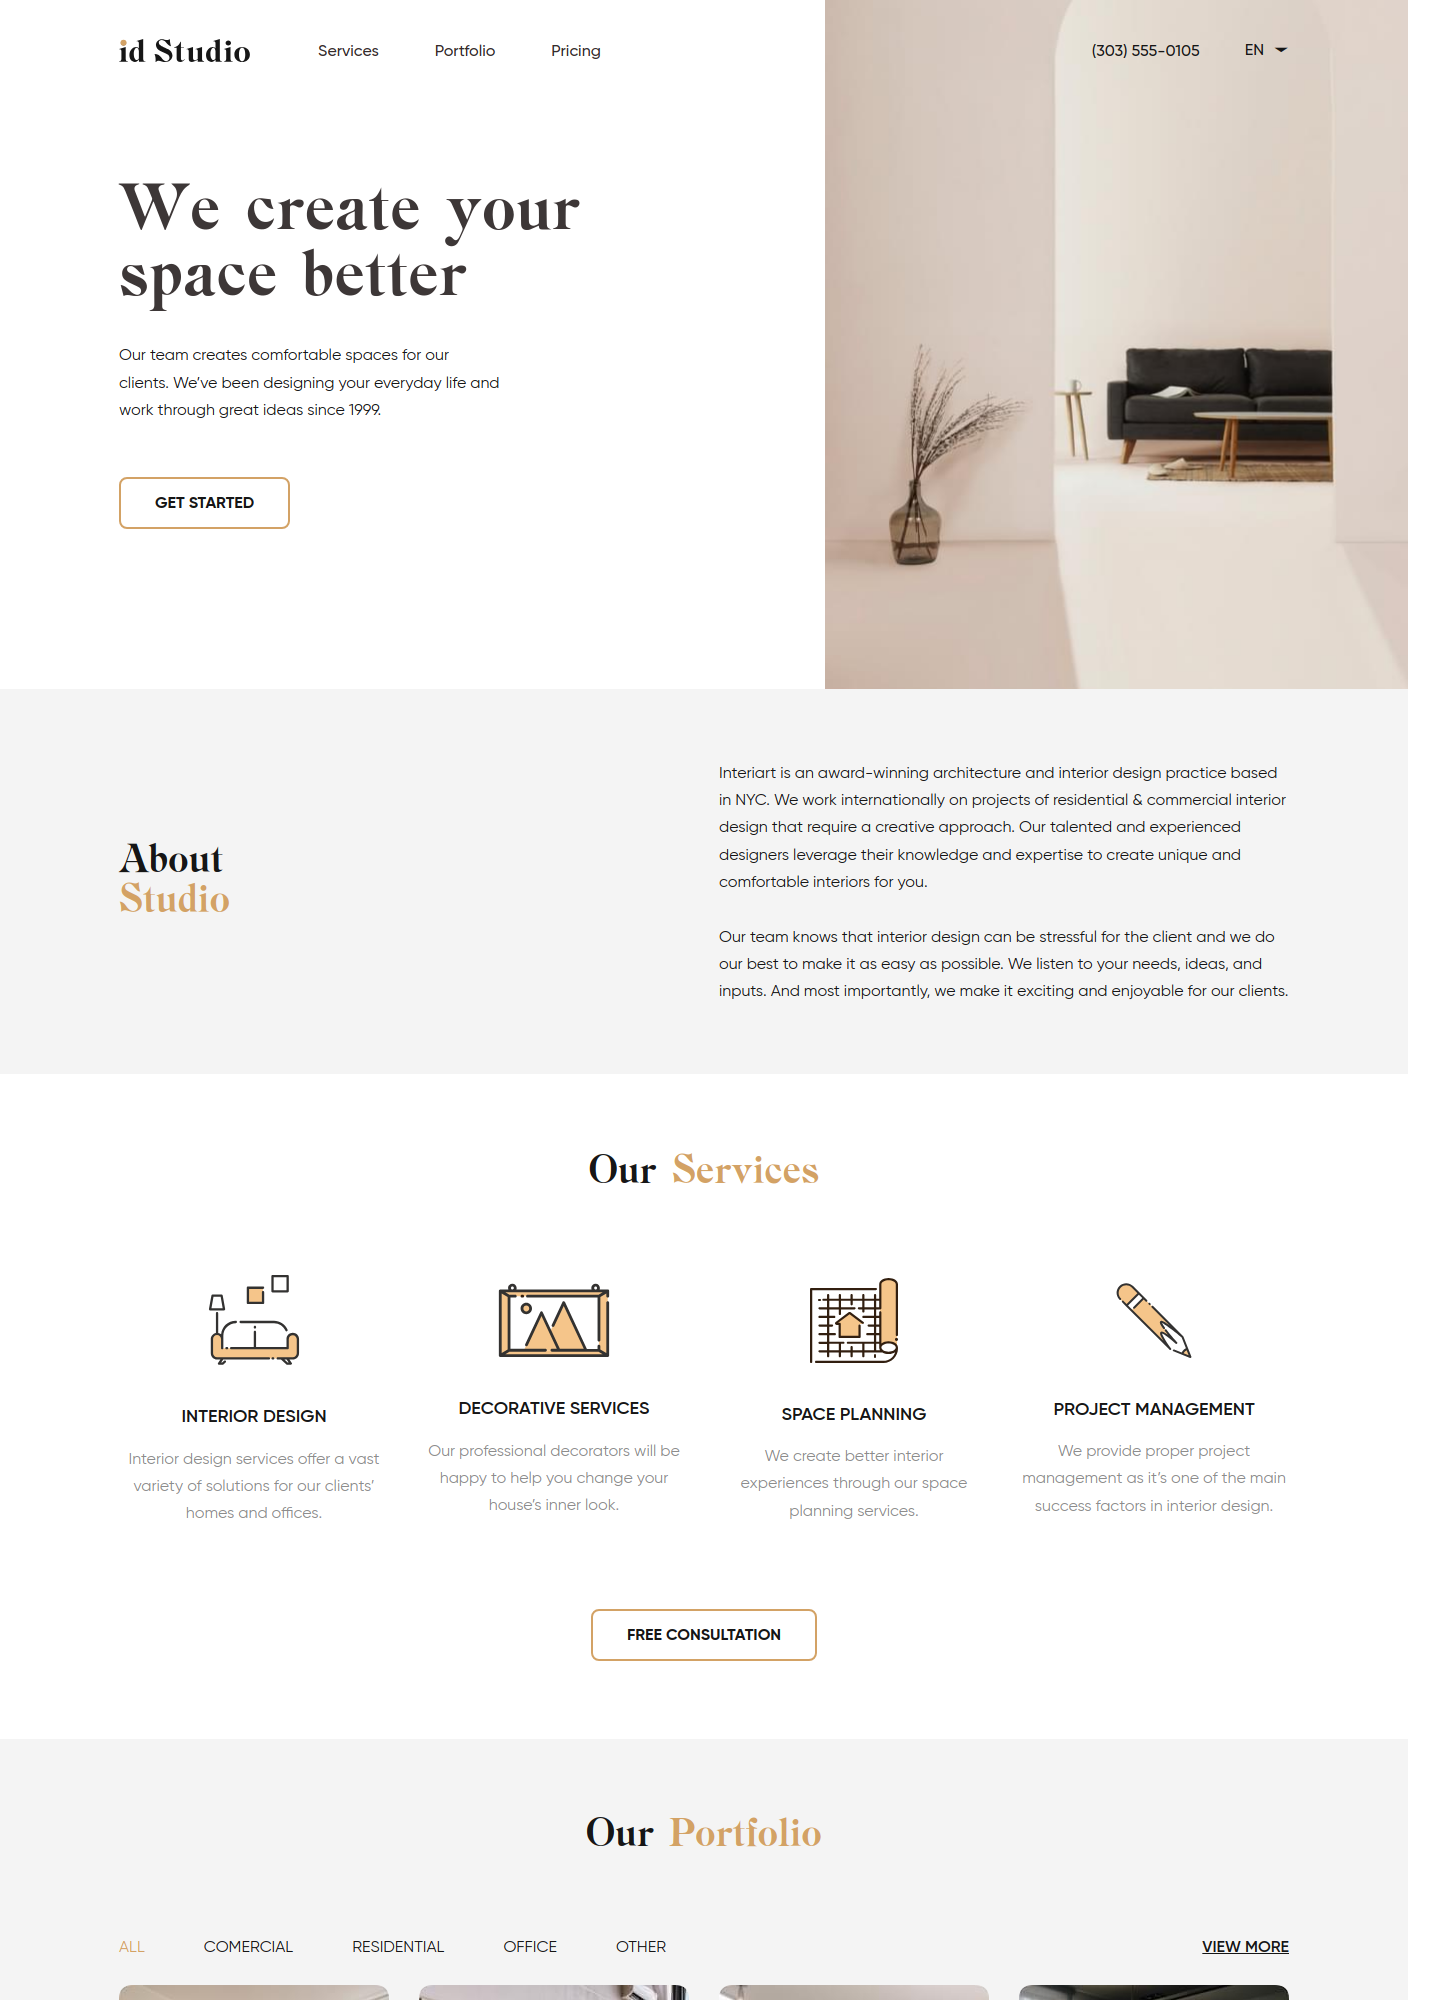 id Studio
Services
Portfolio
Pricing
(303) 555-0105
EN
We create your
space better
Our team creates comfortable spaces for our
clients. We’ve been designing your everyday life and
work through great ideas since 1999.
GET STARTED
About
Studio
Interiart is an award-winning architecture and interior design practice based
in NYC. We work internationally on projects of residential & commercial interior
design that require a creative approach. Our talented and experienced
designers leverage their knowledge and expertise to create unique and
comfortable interiors for you.
Our team knows that interior design can be stressful for the client and we do
our best to make it as easy as possible. We listen to your needs, ideas, and
inputs. And most importantly, we make it exciting and enjoyable for our clients.
Our Services
INTERIOR DESIGN
Interior design services offer a vast
variety of solutions for our clients’
homes and offices.
DECORATIVE SERVICES
Our professional decorators will be
happy to help you change your
house’s inner look.
SPACE PLANNING
We create better interior
experiences through our space
planning services.
PROJECT MANAGEMENT
We provide proper project
management as it’s one of the main
success factors in interior design.
FREE CONSULTATION
Our Portfolio
ALL
COMERCIAL
RESIDENTIAL
OFFICE
OTHER
VIEW MORE